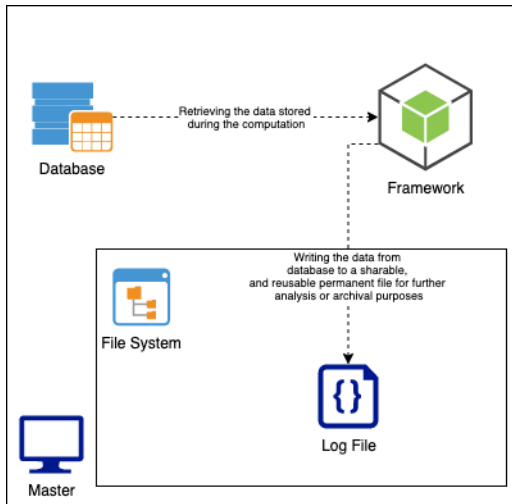 Retrieving the data stored
during the computation
Database
Framework
Writing the data from
database to a sharable,
and reusable permanent file for further
analysis or archival purposes
File System
{}
Log File
Master